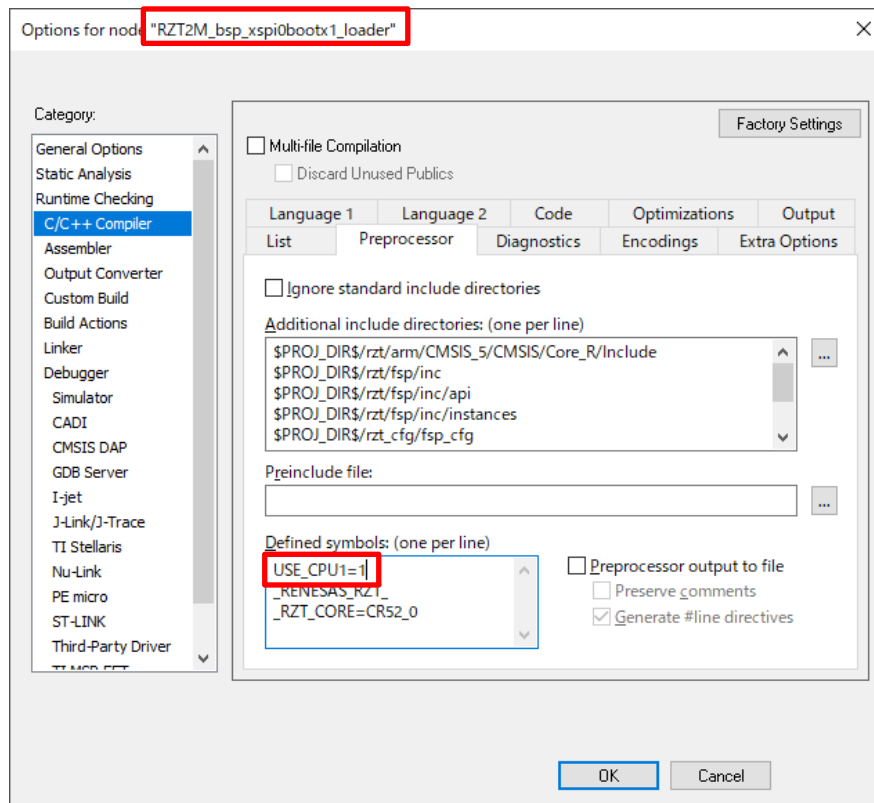 Options for node "RZT2M_bsp_xspi0bootx1_loader"
Category:
General Options
Static Analysis
Runtime Checking
C/C++ Compiler
Assembler
Output Converter
Custom Build
Build Actions
Linker
Debugger
Simulator
CADI
CMSIS DAP
GDB Server
I-jet
J-Link/J-Trace
TI Stellaris
Nu-Link
PE micro
ST-LINK
Third-Party Driver
TI MSP-FET
Factory Settings
Multi-file Compilation
Discard Unused Publics
Language 1 Language 2 Code Optimizations Output
List Preprocessor Diagnostics Encodings Extra Options
Ignore standard include directories
Additional include directories: (one per line)
$PROJ_DIR$/rzt/arm/CMSIS_5/CMSIS/Core_R/Include
$PROJ_DIR$/rzt/fsp/inc
$PROJ_DIR$/rzt/fsp/inc/api
$PROJ_DIR$/rzt/fsp/inc/instances
$PROJ_DIR$/rzt_cfg/fsp_cfg
...
Preinclude file:
...
Defined symbols: (one per line)
USE_CPU1=1
_RENESAS_RZT_
_RZT_CORE=CR52_0
Preprocessor output to file
Preserve comments
Generate #line directives
OK Cancel